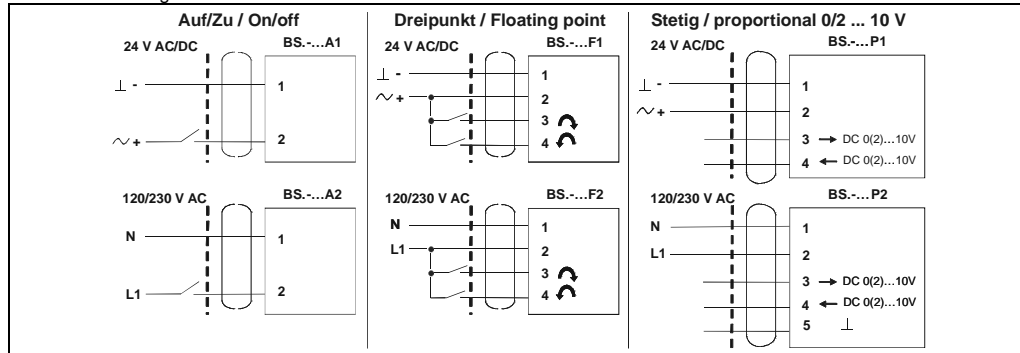 Auf/Zu / On/off
24 V AC/DC
BS.-...A1
⊥ -
1
~ +
2
120/230 V AC
BS.-...A2
N
1
L1
2
Dreipunkt / Floating point
24 V AC/DC
BS.-...F1
⊥ -
1
~ +
2
3
4
120/230 V AC
BS.-...F2
N
1
L1
2
3
4
Stetig / proportional 0/2 ... 10 V
24 V AC/DC
BS.-...P1
⊥ -
1
~ +
2
3 → DC 0(2)...10V
4 ← DC 0(2)...10V
120/230 V AC
BS.-...P2
N
1
L1
2
3 → DC 0(2)...10V
4 ← DC 0(2)...10V
5 ⊥